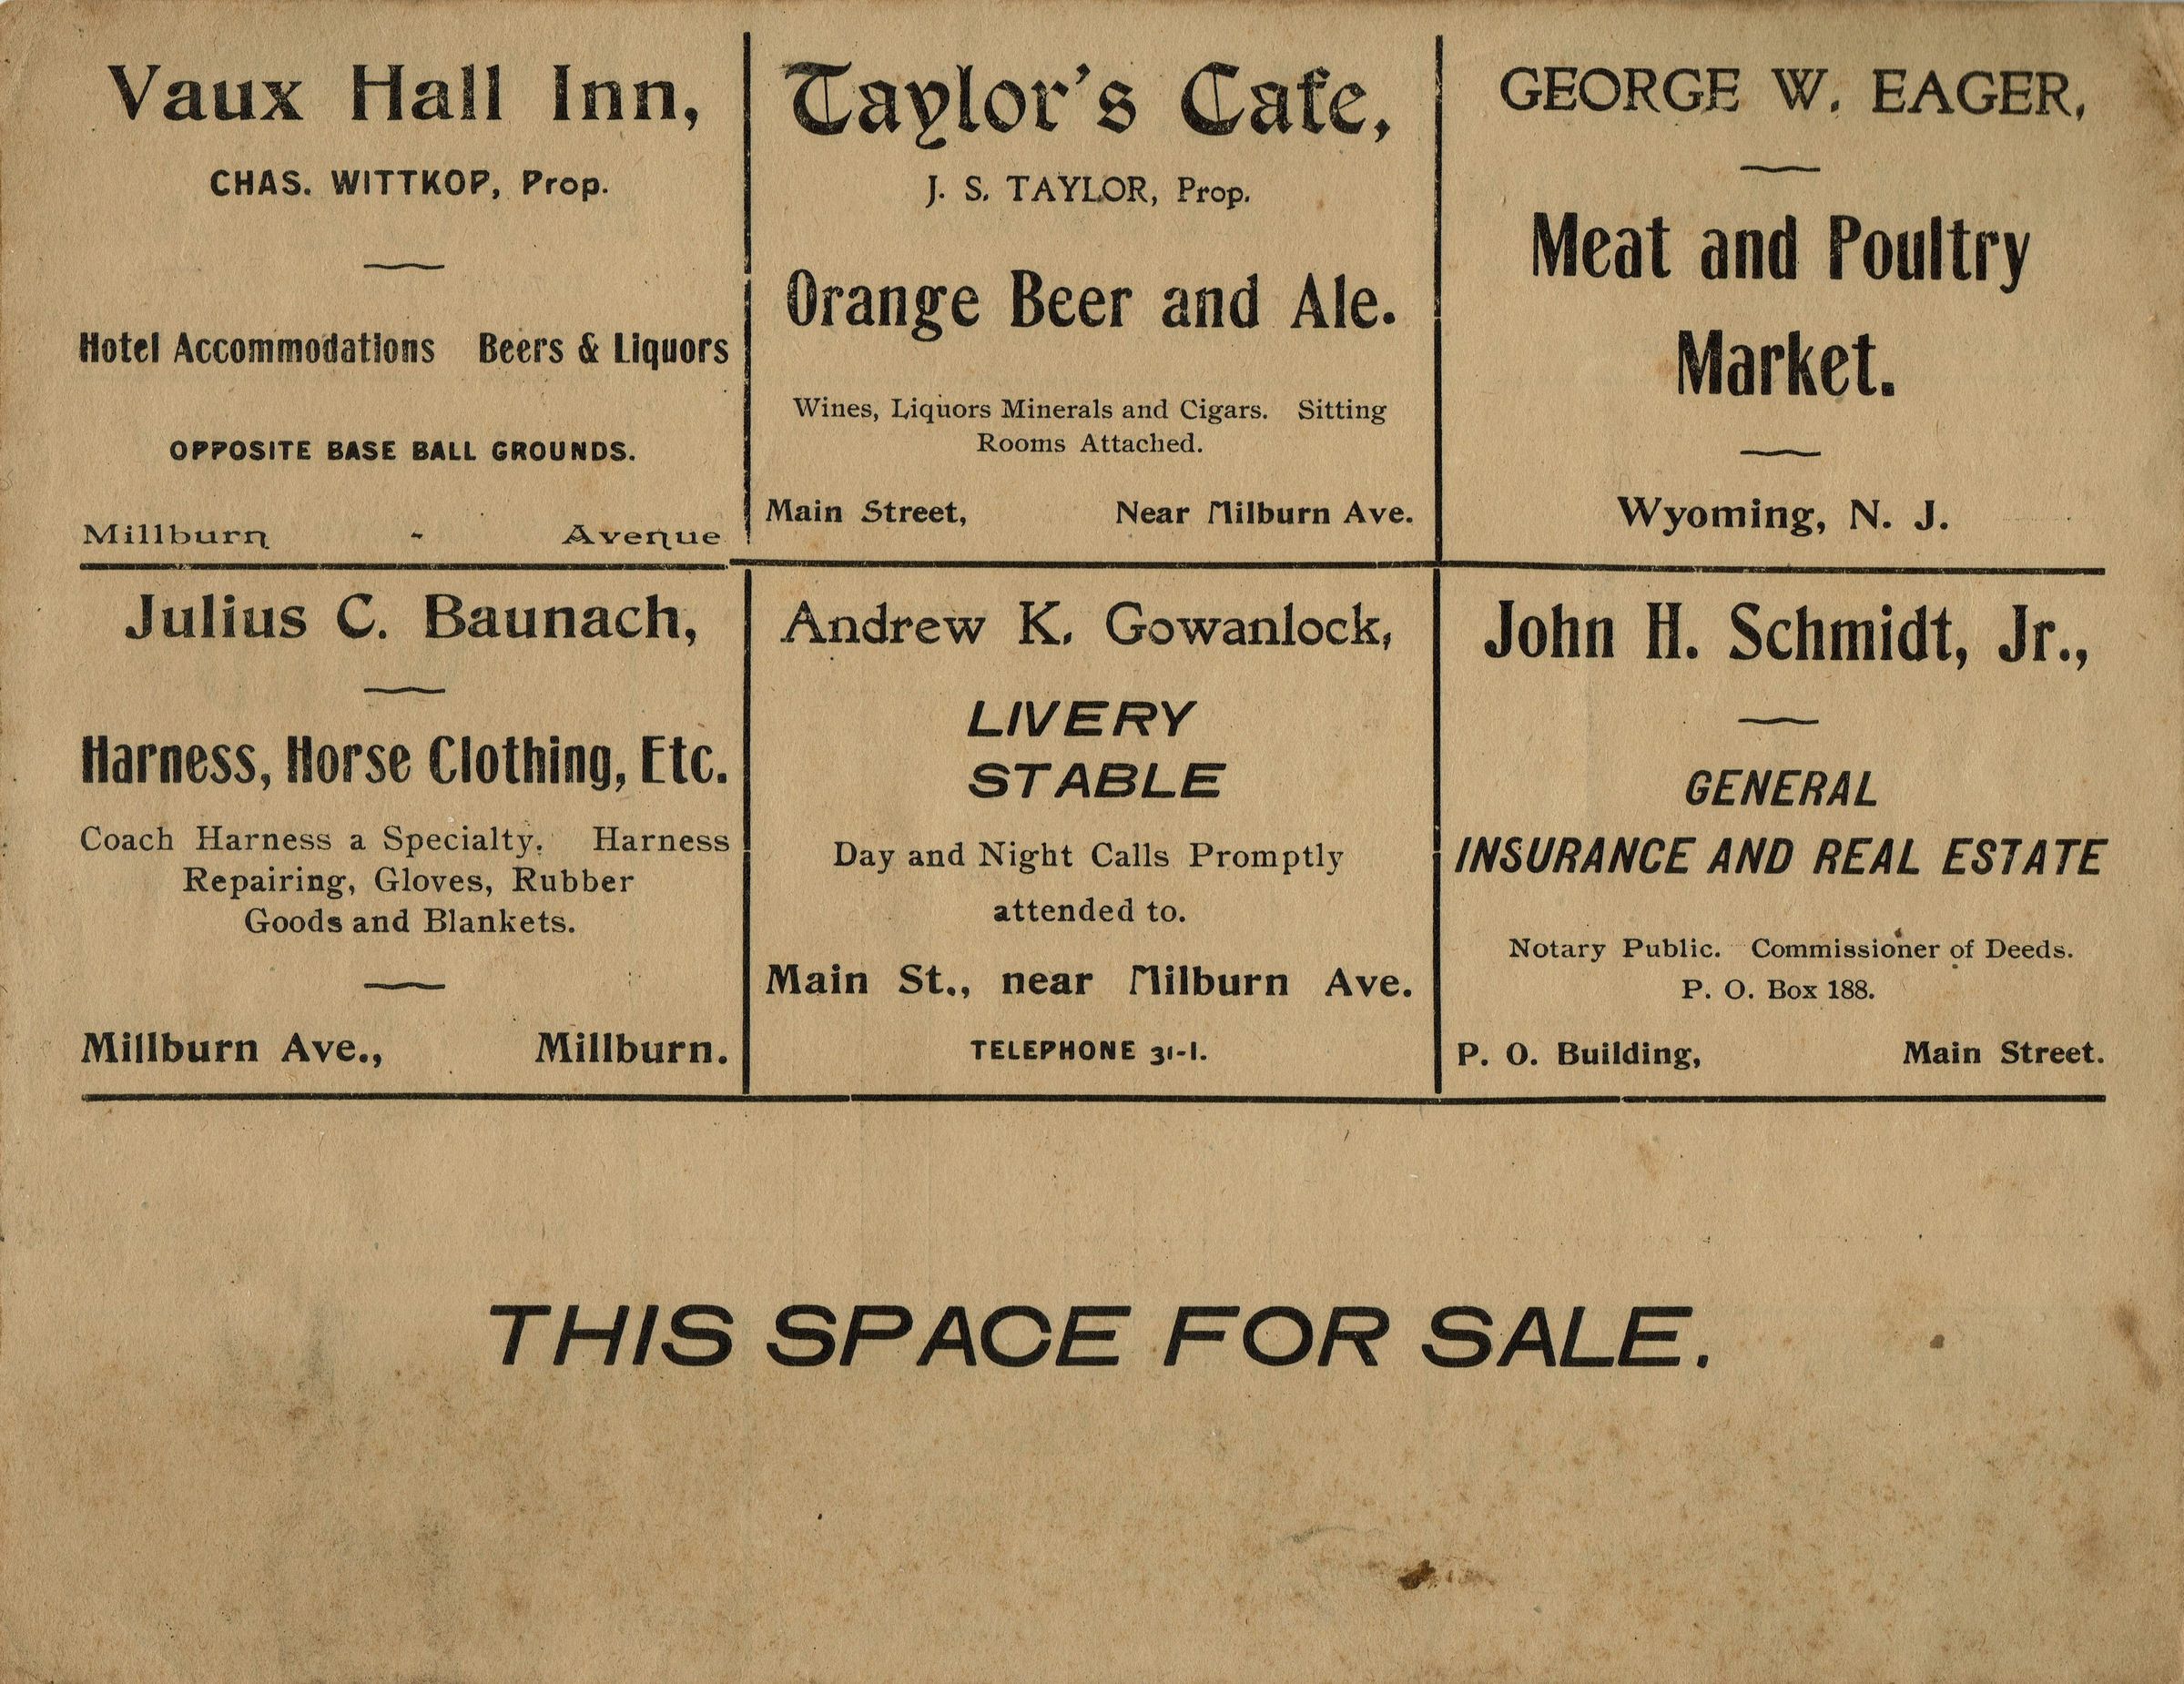 Vaux Hall Inn,
CHAS. WITTKOP, Prop.
Hotel Accommodations Beers & Liquors
OPPOSITE BASE BALL GROUNDS.
Millburn - Avenue
Taylor's Cafe,
J. S. TAYLOR, Prop.
Orange Beer and Ale.
Wines, Liquors Minerals and Cigars. Sitting
Rooms Attached.
Main Street, Near Milburn Ave.
GEORGE W. EAGER,
Meat and Poultry
Market.
Wyoming, N. J.
Julius C. Baunach,
Harness, Horse Clothing, Etc.
Coach Harness a Specialty. Harness
Repairing, Gloves, Rubber
Goods and Blankets.
Millburn Ave., Millburn.
Andrew K. Gowanlock,
LIVERY
STABLE
Day and Night Calls Promptly
attended to.
Main St., near Milburn Ave.
TELEPHONE 31-1.
John H. Schmidt, Jr.,
GENERAL
INSURANCE AND REAL ESTATE
Notary Public. Commissioner of Deeds.
P. O. Box 188.
P. O. Building, Main Street.
THIS SPACE FOR SALE.